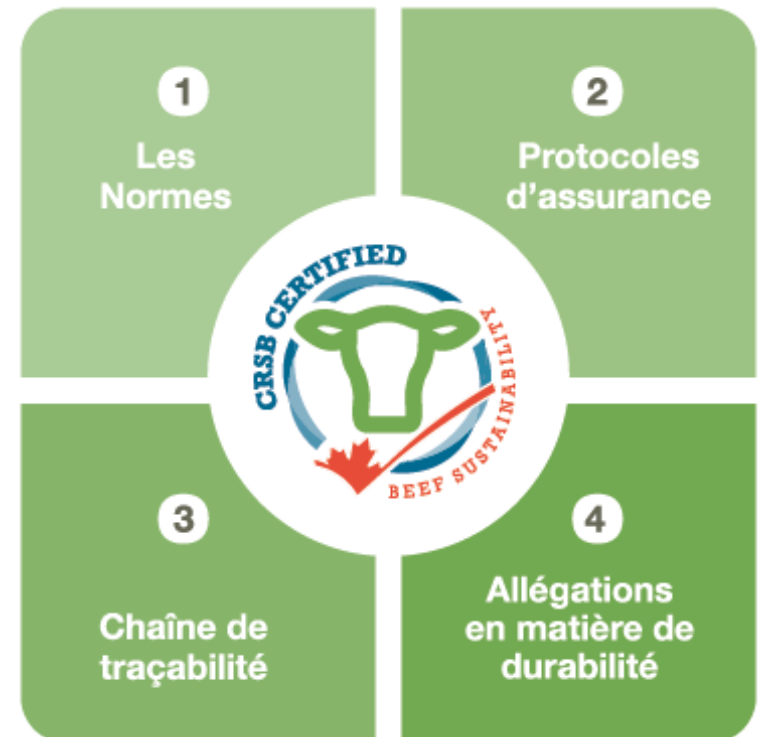 1
Les
Normes
2
Protocoles
d'assurance
CRSB CERTIFIED
BEEF SUSTAINABILITY
3
Chaîne de
traçabilité
4
Allégations
en matière de
durabilité